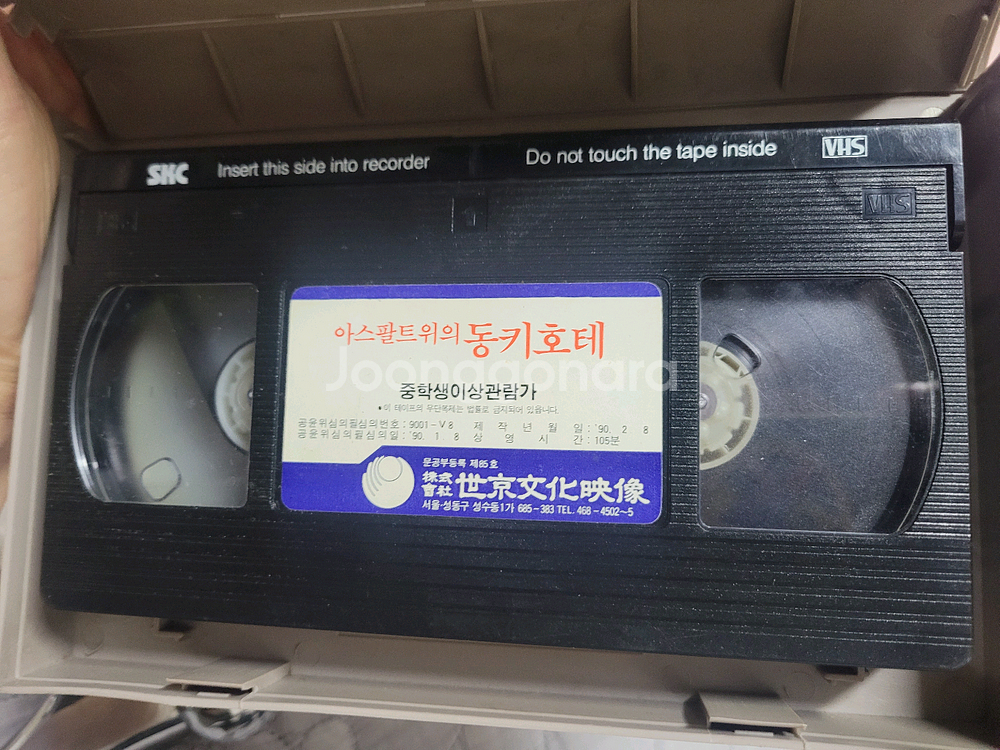 SKC Insert this side into recorder Do not touch the tape inside VHS
VHS
아스팔트위의 동키호테
Joonggonara
중학생이상관람가
●이 테이프의 무단복제는 법률로 금지되어 있읍니다.
공윤위심의필심의번호 : 9001-V8 제작년월일 : '90. 2. 8
공윤위심의필심의일 : '90. 1. 8 상영시간 : 105분
문공부등록 제85호
株式會社 世京文化映像
서울·성동구 성수동1가 685-383 TEL. 468-4502~5